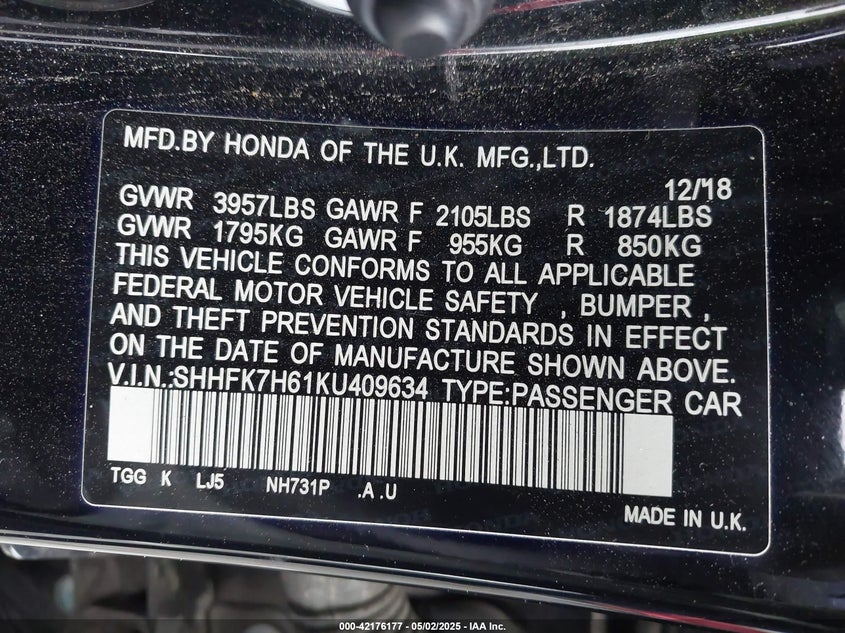 MFD.BY HONDA OF THE U.K. MFG.,LTD.
12/18
GVWR 3957LBS GAWR F 2105LBS R 1874LBS
GVWR 1795KG GAWR F 955KG R 850KG
THIS VEHICLE CONFORMS TO ALL APPLICABLE
FEDERAL MOTOR VEHICLE SAFETY , BUMPER ,
AND THEFT PREVENTION STANDARDS IN EFFECT
ON THE DATE OF MANUFACTURE SHOWN ABOVE.
V.I.N.:SHHFK7H61KU409634 TYPE:PASSENGER CAR
TGG K LJ5 NH731P .A .U
MADE IN U.K.
000-42176177 - 05/02/2025 - IAA Inc.